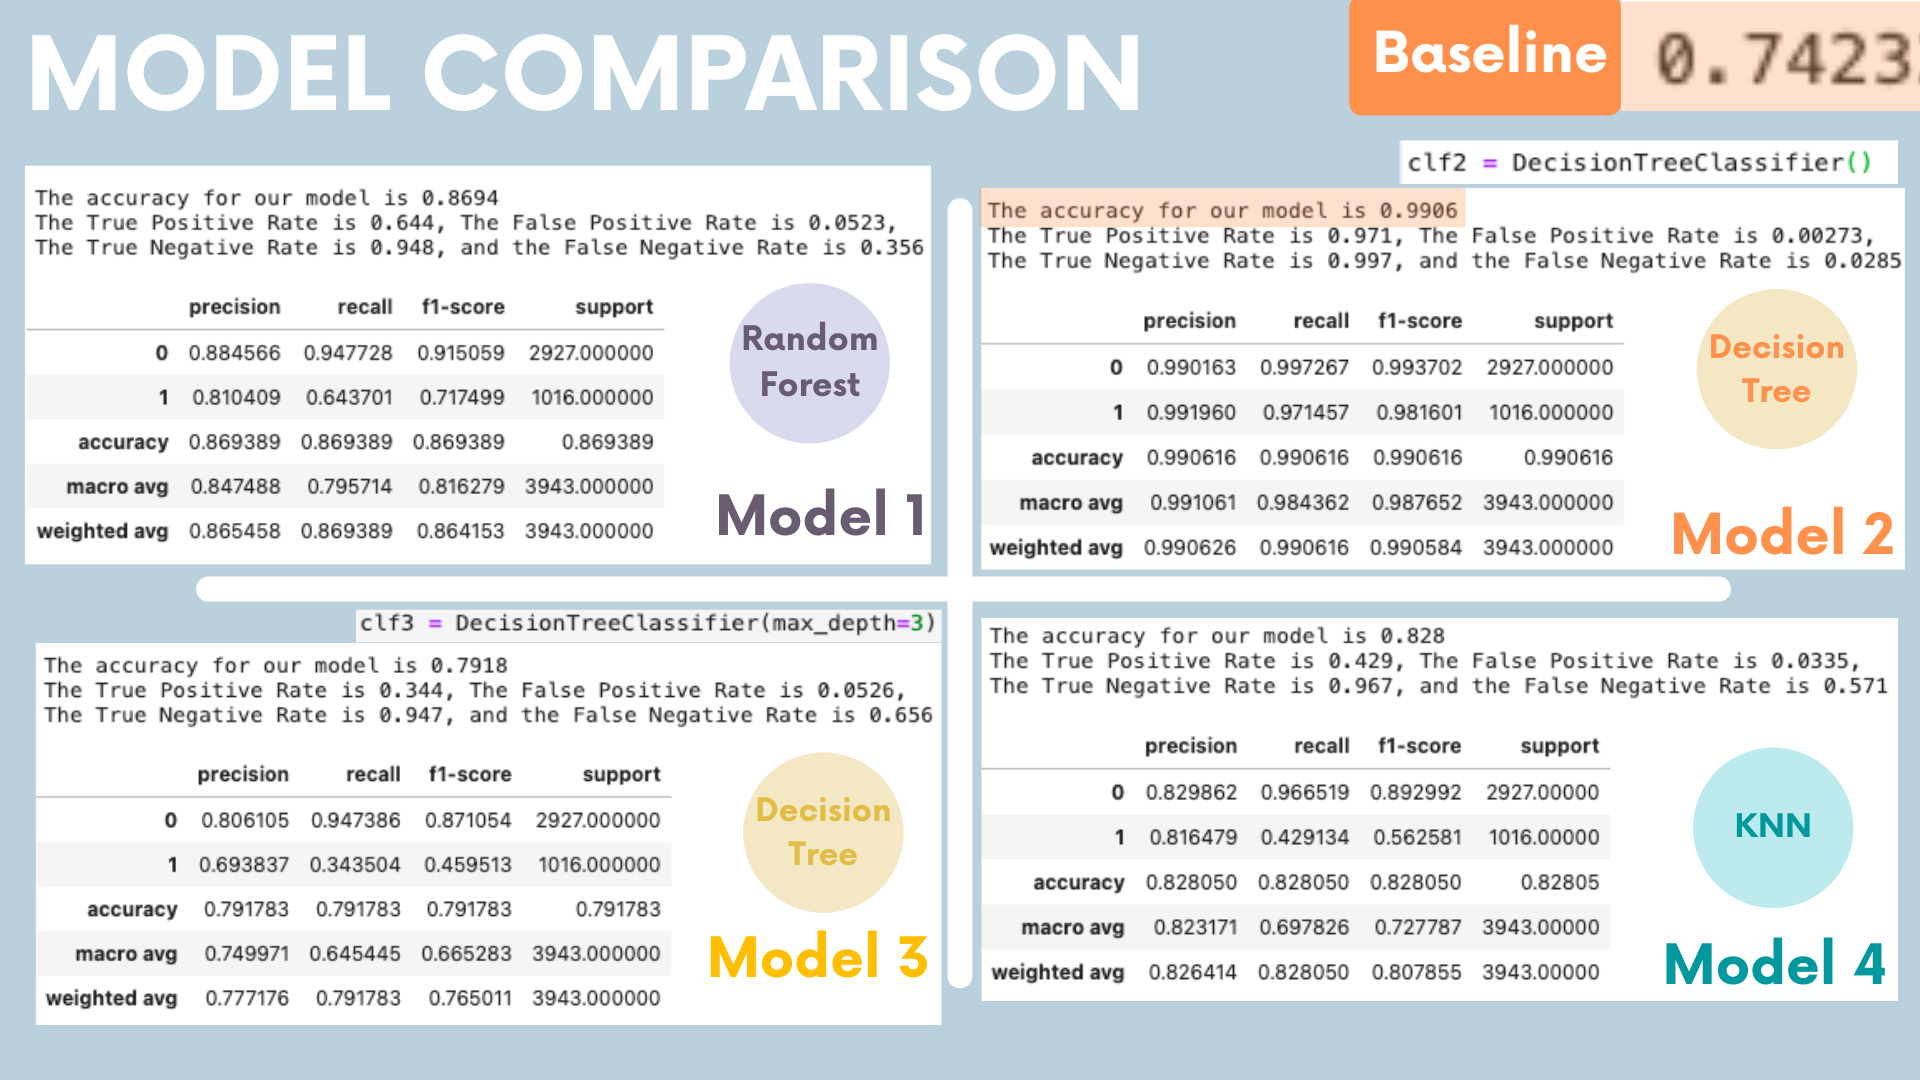 MODEL COMPARISON
Baseline 0.7423
The accuracy for our model is 0.8694
The True Positive Rate is 0.644, The False Positive Rate is 0.0523,
The True Negative Rate is 0.948, and the False Negative Rate is 0.356
precision recall f1-score support
0 0.884566 0.947728 0.915059 2927.000000
1 0.810409 0.643701 0.717499 1016.000000
accuracy 0.869389 0.869389 0.869389 0.869389
macro avg 0.847488 0.795714 0.816279 3943.000000
weighted avg 0.865458 0.869389 0.864153 3943.000000
Random
Forest
Model 1
clf2 = DecisionTreeClassifier()
The accuracy for our model is 0.9906
The True Positive Rate is 0.971, The False Positive Rate is 0.00273,
The True Negative Rate is 0.997, and the False Negative Rate is 0.0285
precision recall f1-score support
0 0.990163 0.997267 0.993702 2927.000000
1 0.991960 0.971457 0.981601 1016.000000
accuracy 0.990616 0.990616 0.990616 0.990616
macro avg 0.991061 0.984362 0.987652 3943.000000
weighted avg 0.990626 0.990616 0.990584 3943.000000
Decision
Tree
Model 2
clf3 = DecisionTreeClassifier(max_depth=3)
The accuracy for our model is 0.7918
The True Positive Rate is 0.344, The False Positive Rate is 0.0526,
The True Negative Rate is 0.947, and the False Negative Rate is 0.656
precision recall f1-score support
0 0.806105 0.947386 0.871054 2927.000000
1 0.693837 0.343504 0.459513 1016.000000
accuracy 0.791783 0.791783 0.791783 0.791783
macro avg 0.749971 0.645445 0.665283 3943.000000
weighted avg 0.777176 0.791783 0.765011 3943.000000
Decision
Tree
Model 3
The accuracy for our model is 0.828
The True Positive Rate is 0.429, The False Positive Rate is 0.0335,
The True Negative Rate is 0.967, and the False Negative Rate is 0.571
precision recall f1-score support
0 0.829862 0.966519 0.892992 2927.00000
1 0.816479 0.429134 0.562581 1016.00000
accuracy 0.828050 0.828050 0.828050 0.82805
macro avg 0.823171 0.697826 0.727787 3943.00000
weighted avg 0.826414 0.828050 0.807855 3943.00000
KNN
Model 4